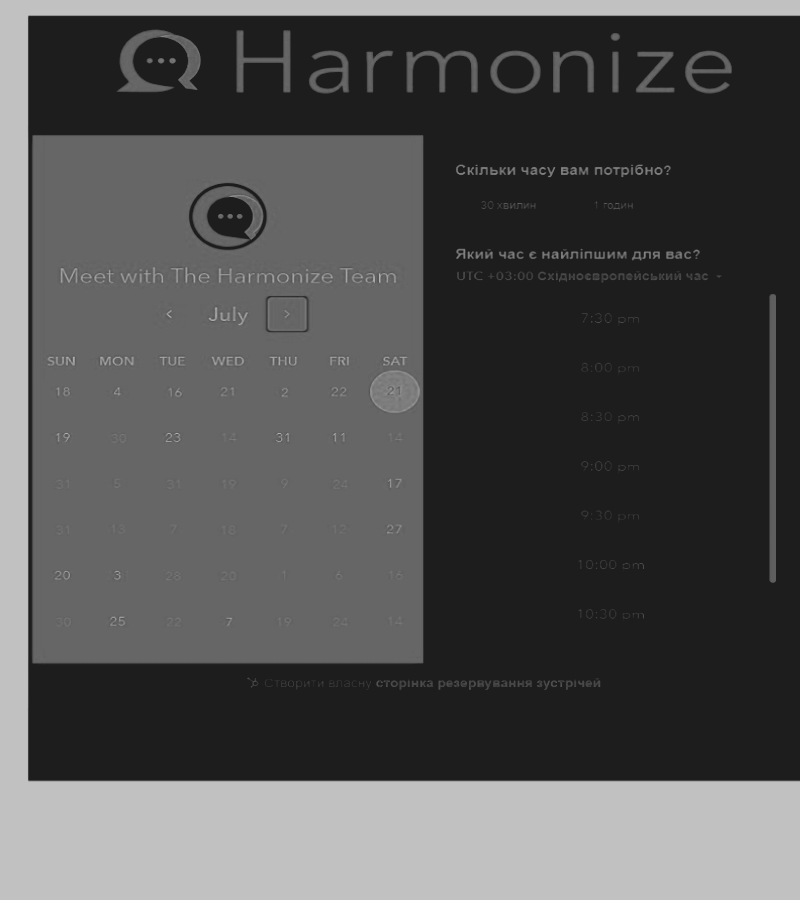 Harmonize
Meet with The Harmonize Team
July
SUN MON TUE WED THU FRI SAT
18 4 16 21 2 22 21
19 30 23 14 31 11 14
31 5 31 19 9 24 17
31 13 7 18 7 12 27
20 3 28 20 1 6 16
30 25 22 7 19 24 14
Скільки часу вам потрібно?
30 хвилин 1 годин
Який час є найліпшим для вас?
UTC +03:00 Східноєвропейський час
7:30 pm
8:00 pm
8:30 pm
9:00 pm
9:30 pm
10:00 pm
10:30 pm
Створити власну сторінка резервування зустрічей